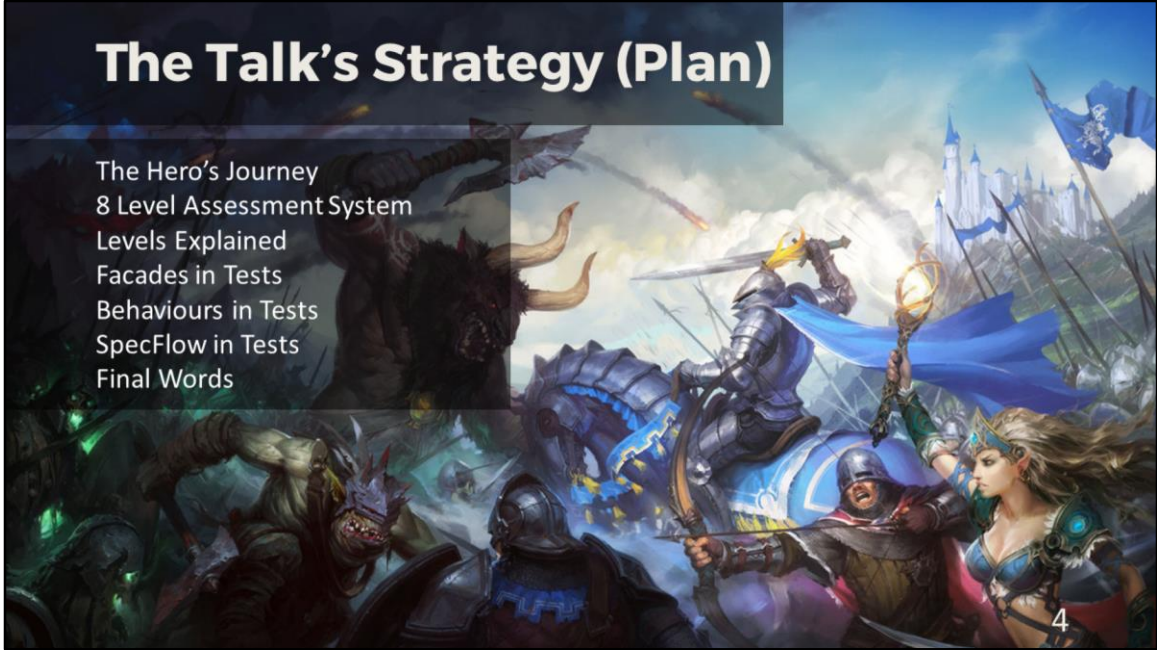 The Talk’s Strategy (Plan)
The Hero’s Journey
8 Level Assessment System
Levels Explained
Facades in Tests
Behaviours in Tests
SpecFlow in Tests
Final Words
4